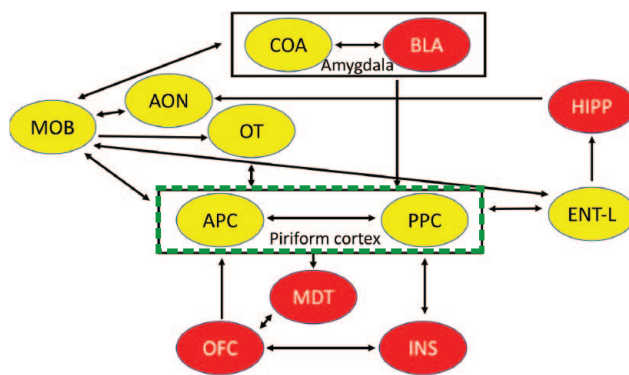 COA
BLA
Amygdala
AON
HIPP
MOB
OT
APC
PPC
ENT-L
Piriform cortex
MDT
OFC
INS